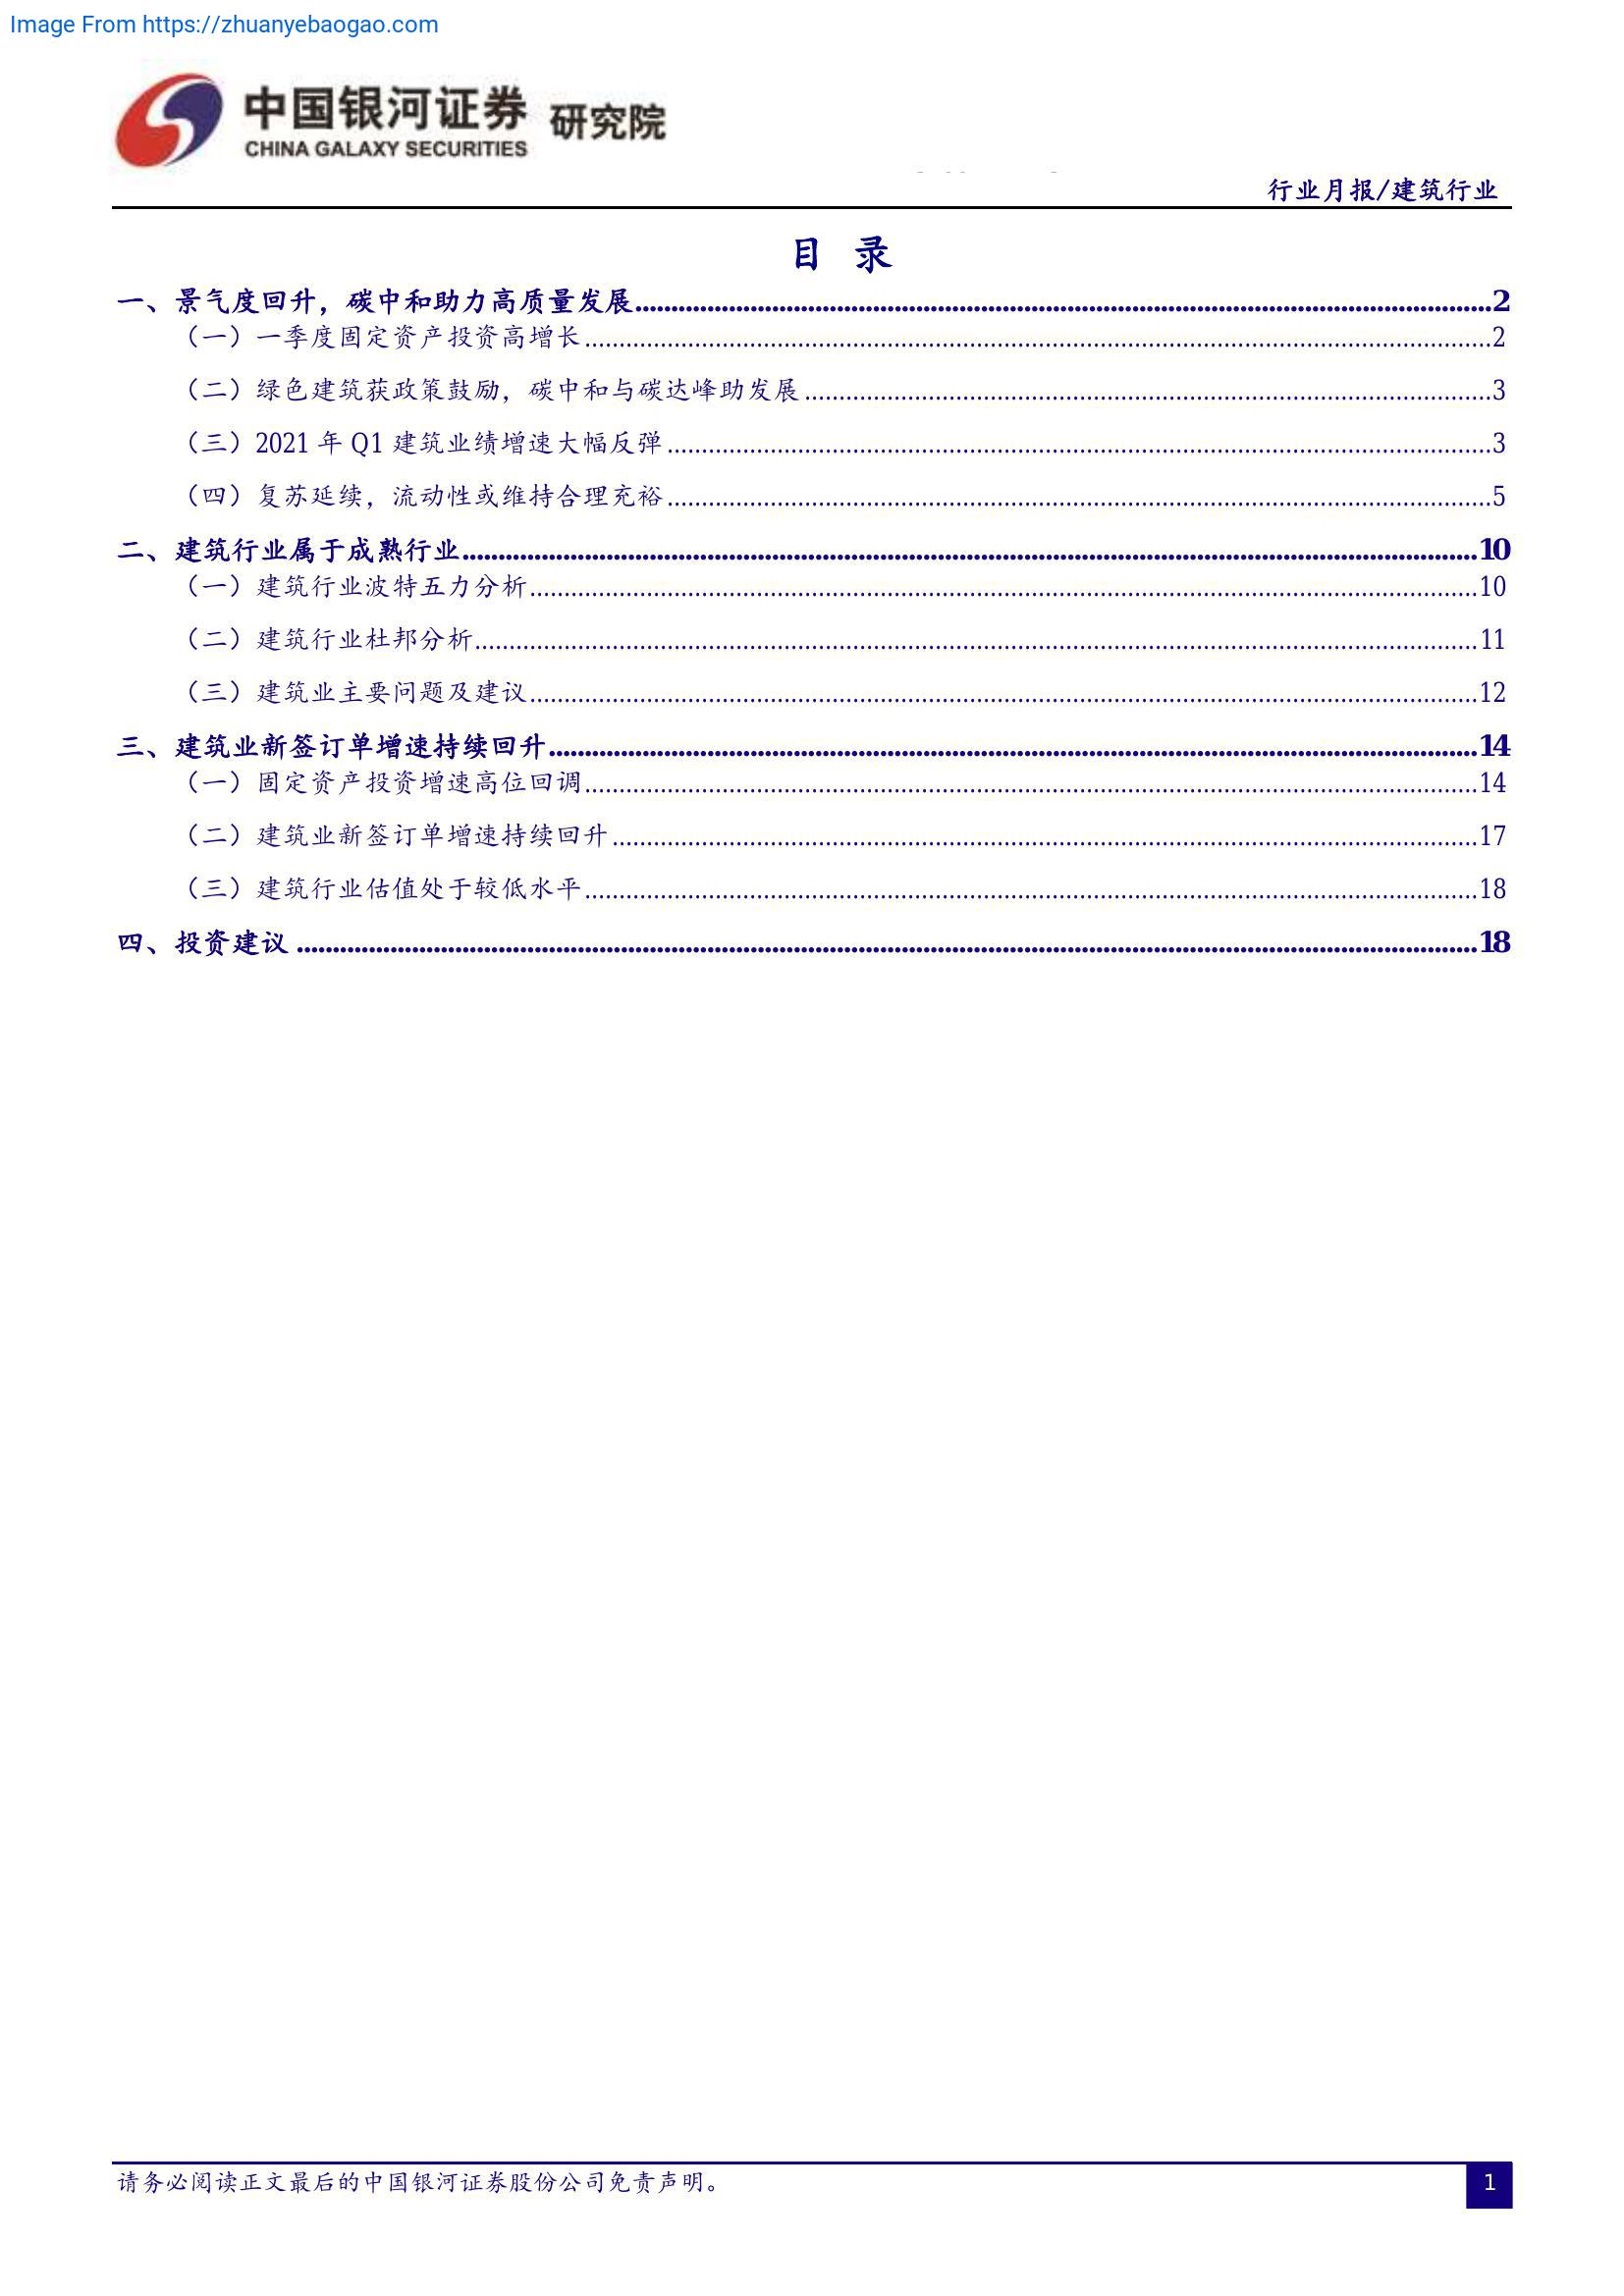 Image From https://zhuanyebaogao.com
中国银河证券 研究院
CHINA GALAXY SECURITIES
行业月报/建筑行业
目 录
一、景气度回升，碳中和助力高质量发展........2
（一）一季度固定资产投资高增长........2
（二）绿色建筑获政策鼓励，碳中和与碳达峰助发展........3
（三）2021 年 Q1 建筑业绩增速大幅反弹........3
（四）复苏延续，流动性或维持合理充裕........5
二、建筑行业属于成熟行业........10
（一）建筑行业波特五力分析........10
（二）建筑行业杜邦分析........11
（三）建筑业主要问题及建议........12
三、建筑业新签订单增速持续回升........14
（一）固定资产投资增速高位回调........14
（二）建筑业新签订单增速持续回升........17
（三）建筑行业估值处于较低水平........18
四、投资建议........18
请务必阅读正文最后的中国银河证券股份公司免责声明。
1